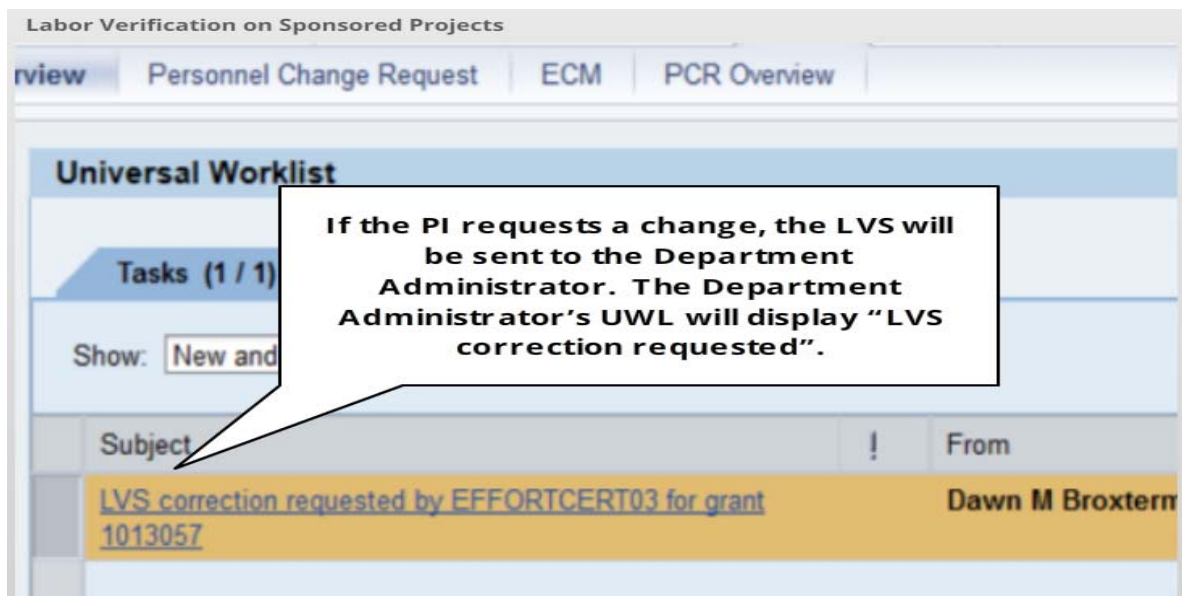 Labor Verification on Sponsored Projects
rview Personnel Change Request ECM PCR Overview
Universal Worklist
If the PI requests a change, the LVS will
be sent to the Department
Administrator. The Department
Administrator's UWL will display “LVS
correction requested”.
Tasks (1 / 1)
Show: New and
Subject ! From
LVS correction requested by EFFORTCERT03 for grant Dawn M Broxterm
1013057